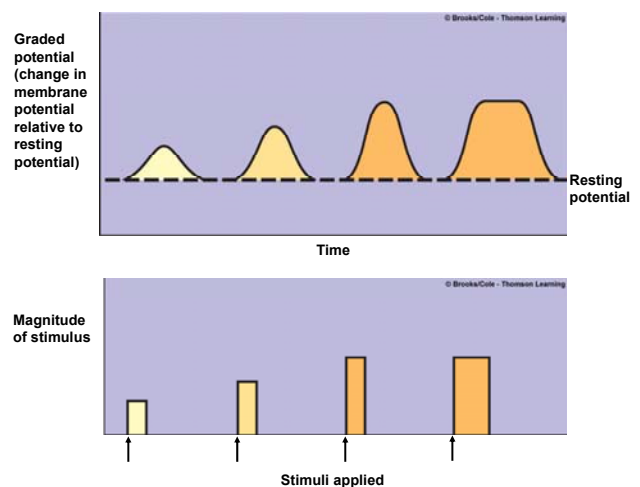 © Brooks/Cole - Thomson Learning
Graded
potential
(change in
membrane
potential
relative to
resting
potential)
Resting
potential
Time
© Brooks/Cole - Thomson Learning
Magnitude
of stimulus
Stimuli applied